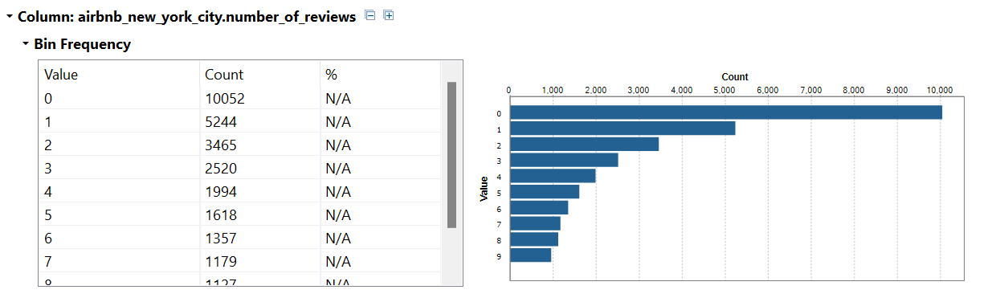 Column: airbnb_new_york_city.number_of_reviews
Bin Frequency
Value Count %
0 10052 N/A
1 5244 N/A
2 3465 N/A
3 2520 N/A
4 1994 N/A
5 1618 N/A
6 1357 N/A
7 1179 N/A
8 1127 N/A
Count
0 1,000 2,000 3,000 4,000 5,000 6,000 7,000 8,000 9,000 10,000
Value
0
1
2
3
4
5
6
7
8
9